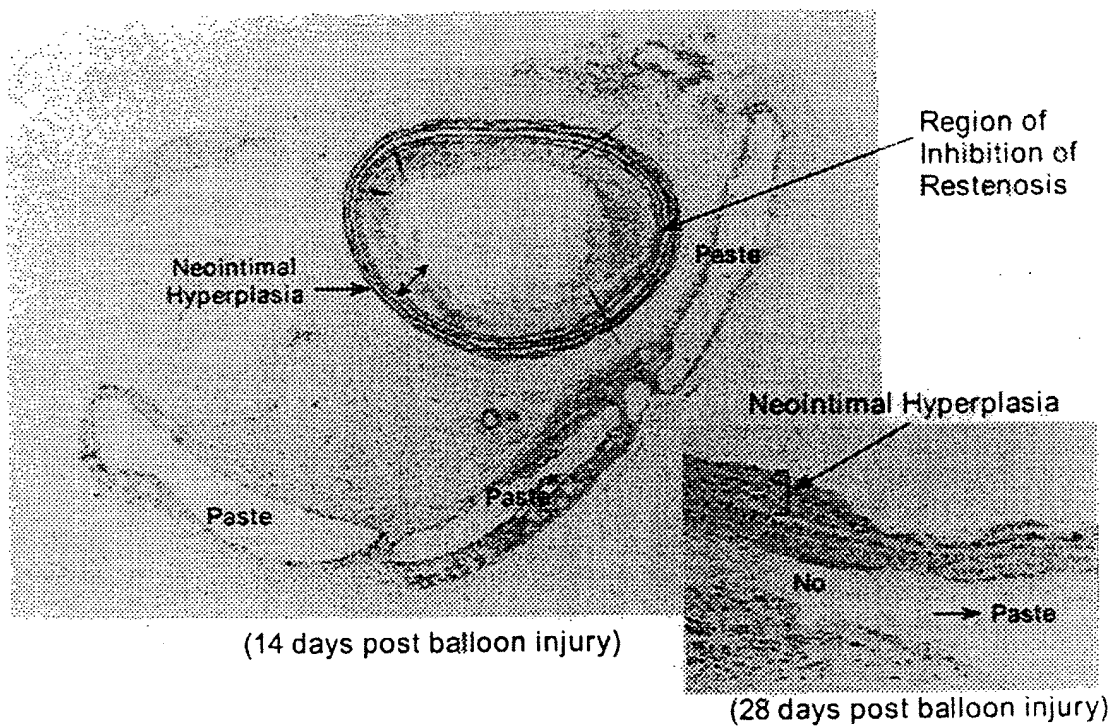 Region of
Inhibition of
Restenosis
Paste
Neointimal
Hyperplasia
Neointimal Hyperplasia
Paste
Paste
No
Paste
(14 days post balloon injury)
(28 days post balloon injury)